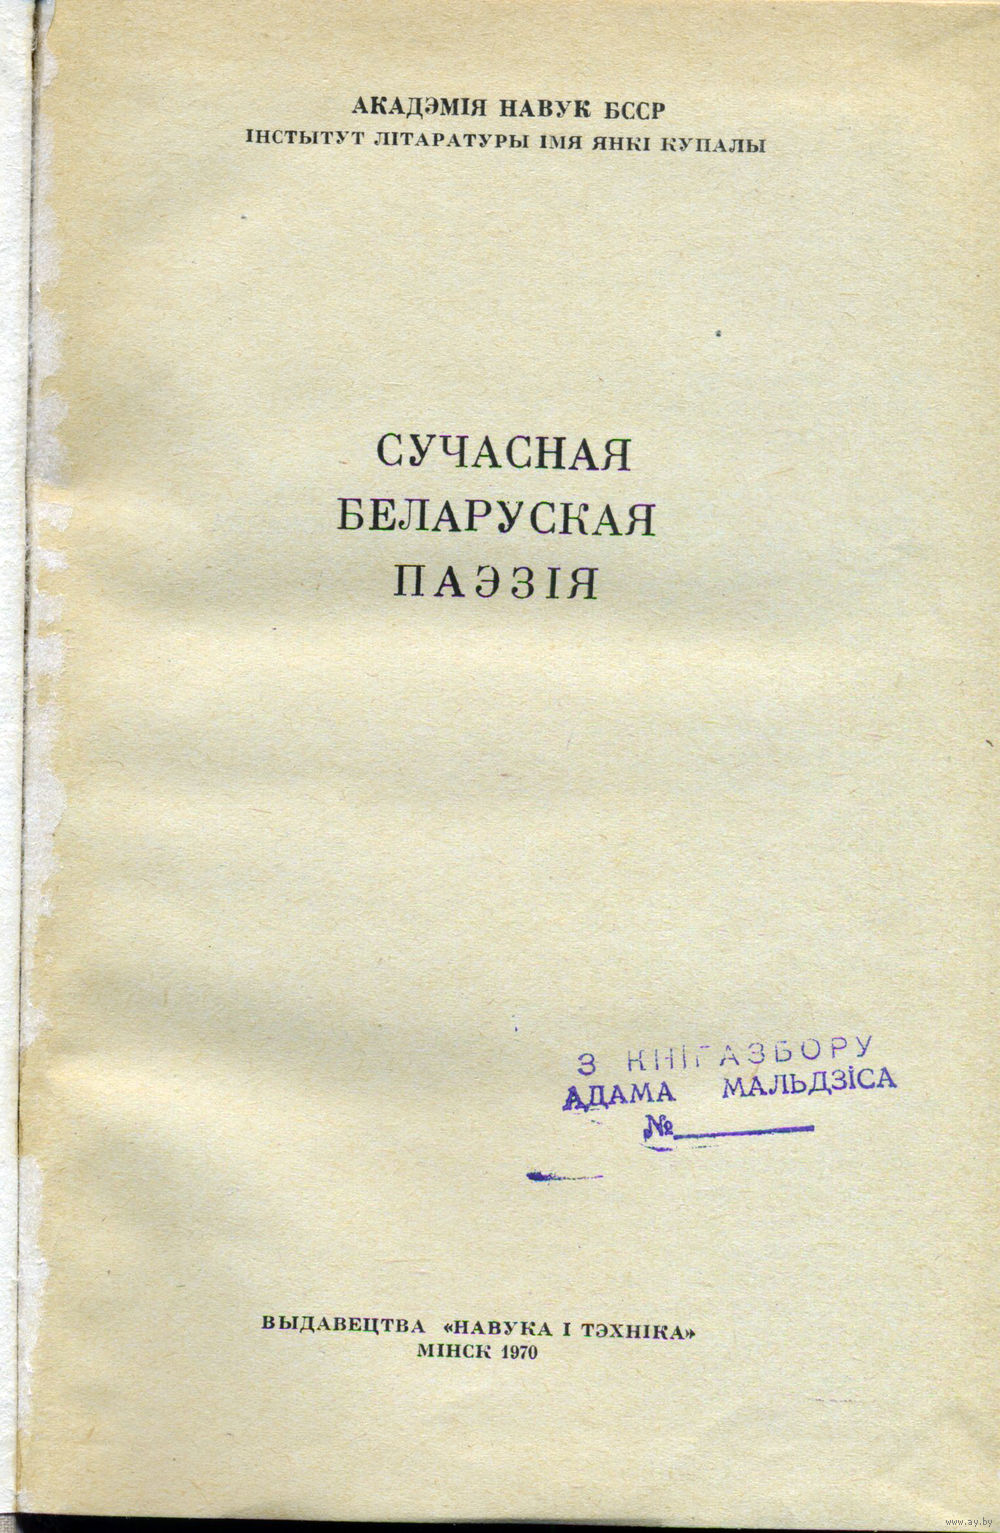 АКАДЭМІЯ НАВУК БССР
ІНСТЫТУТ ЛІТАРАТУРЫ ІМЯ ЯНКІ КУПАЛЫ
СУЧАСНАЯ
БЕЛАРУСКАЯ
ПАЭЗІЯ
З КНІГАЗБОРУ
АДАМА МАЛЬДЗІСА
№
ВЫДАВЕЦТВА «НАВУКА І ТЭХНІКА»
МІНСК 1970
www.ay.by